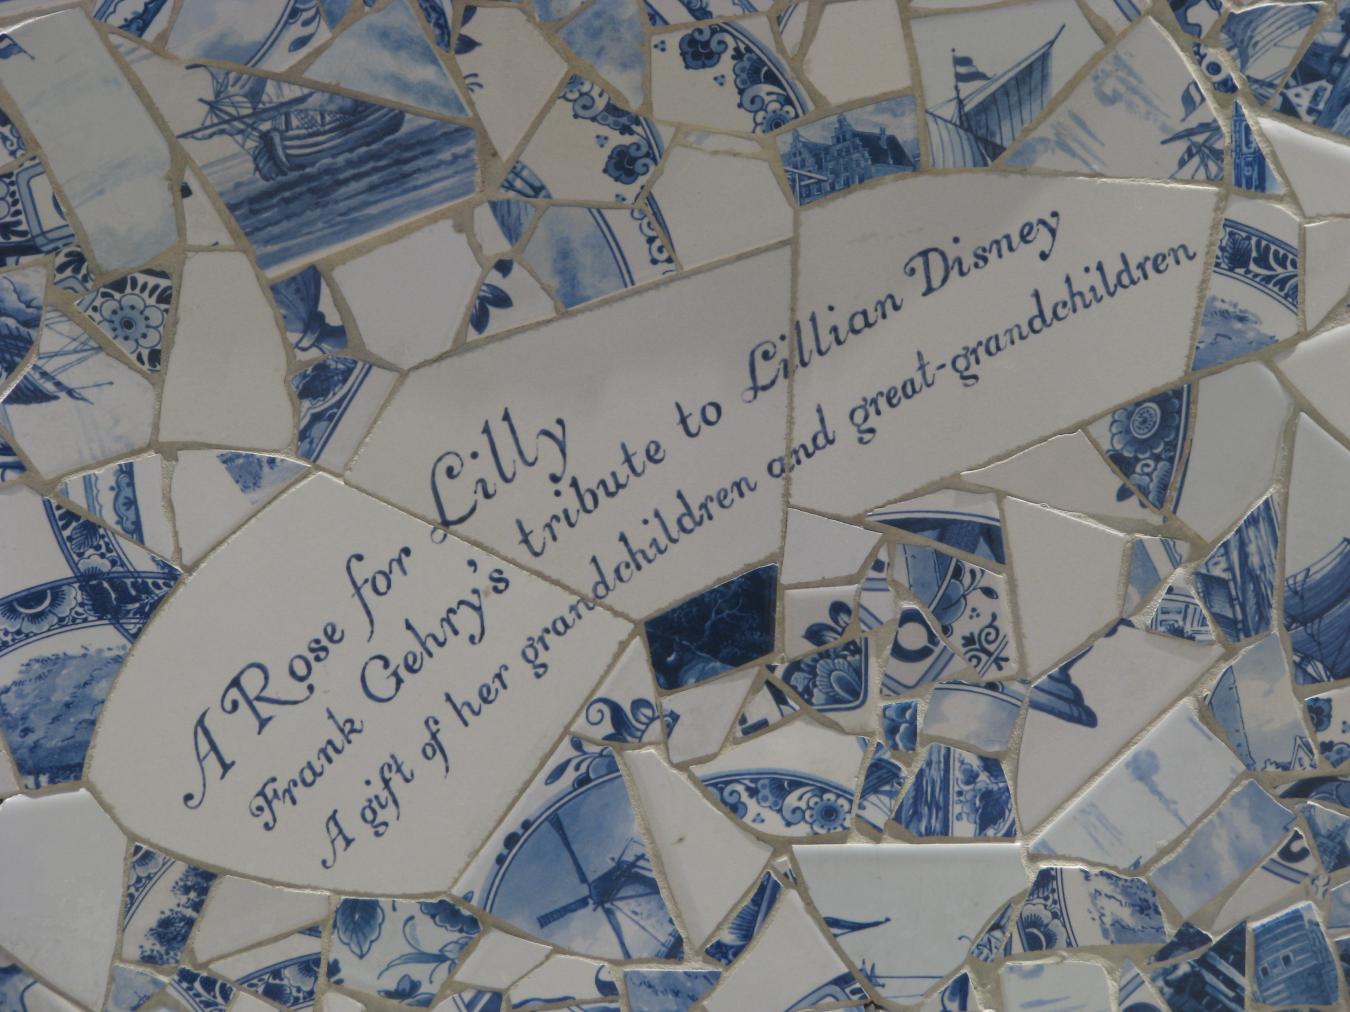 A Rose for Lilly
Frank Gehry's tribute to Lillian Disney
A gift of her grandchildren and great-grandchildren